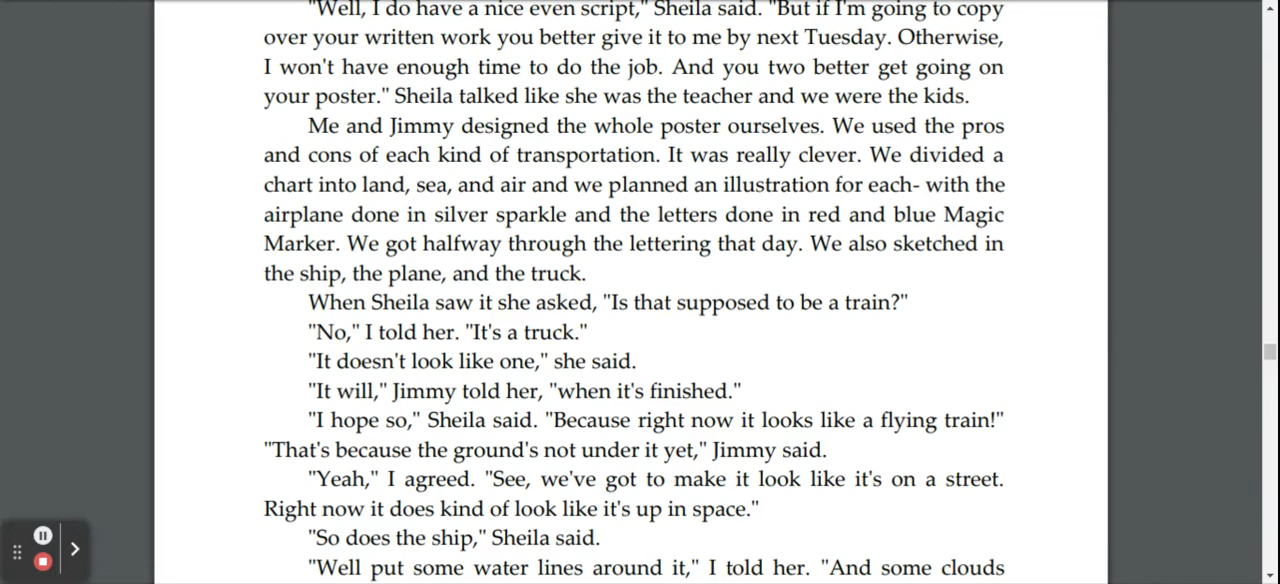 "Well, I do have a nice even script," Sheila said. "But if I'm going to copy
over your written work you better give it to me by next Tuesday. Otherwise,
I won't have enough time to do the job. And you two better get going on
your poster." Sheila talked like she was the teacher and we were the kids.
Me and Jimmy designed the whole poster ourselves. We used the pros
and cons of each kind of transportation. It was really clever. We divided a
chart into land, sea, and air and we planned an illustration for each- with the
airplane done in silver sparkle and the letters done in red and blue Magic
Marker. We got halfway through the lettering that day. We also sketched in
the ship, the plane, and the truck.
When Sheila saw it she asked, "Is that supposed to be a train?"
"No," I told her. "It's a truck."
"It doesn't look like one," she said.
"It will," Jimmy told her, "when it's finished."
"I hope so," Sheila said. "Because right now it looks like a flying train!"
"That's because the ground's not under it yet," Jimmy said.
"Yeah," I agreed. "See, we've got to make it look like it's on a street.
Right now it does kind of look like it's up in space."
"So does the ship," Sheila said.
"Well put some water lines around it," I told her. "And some clouds